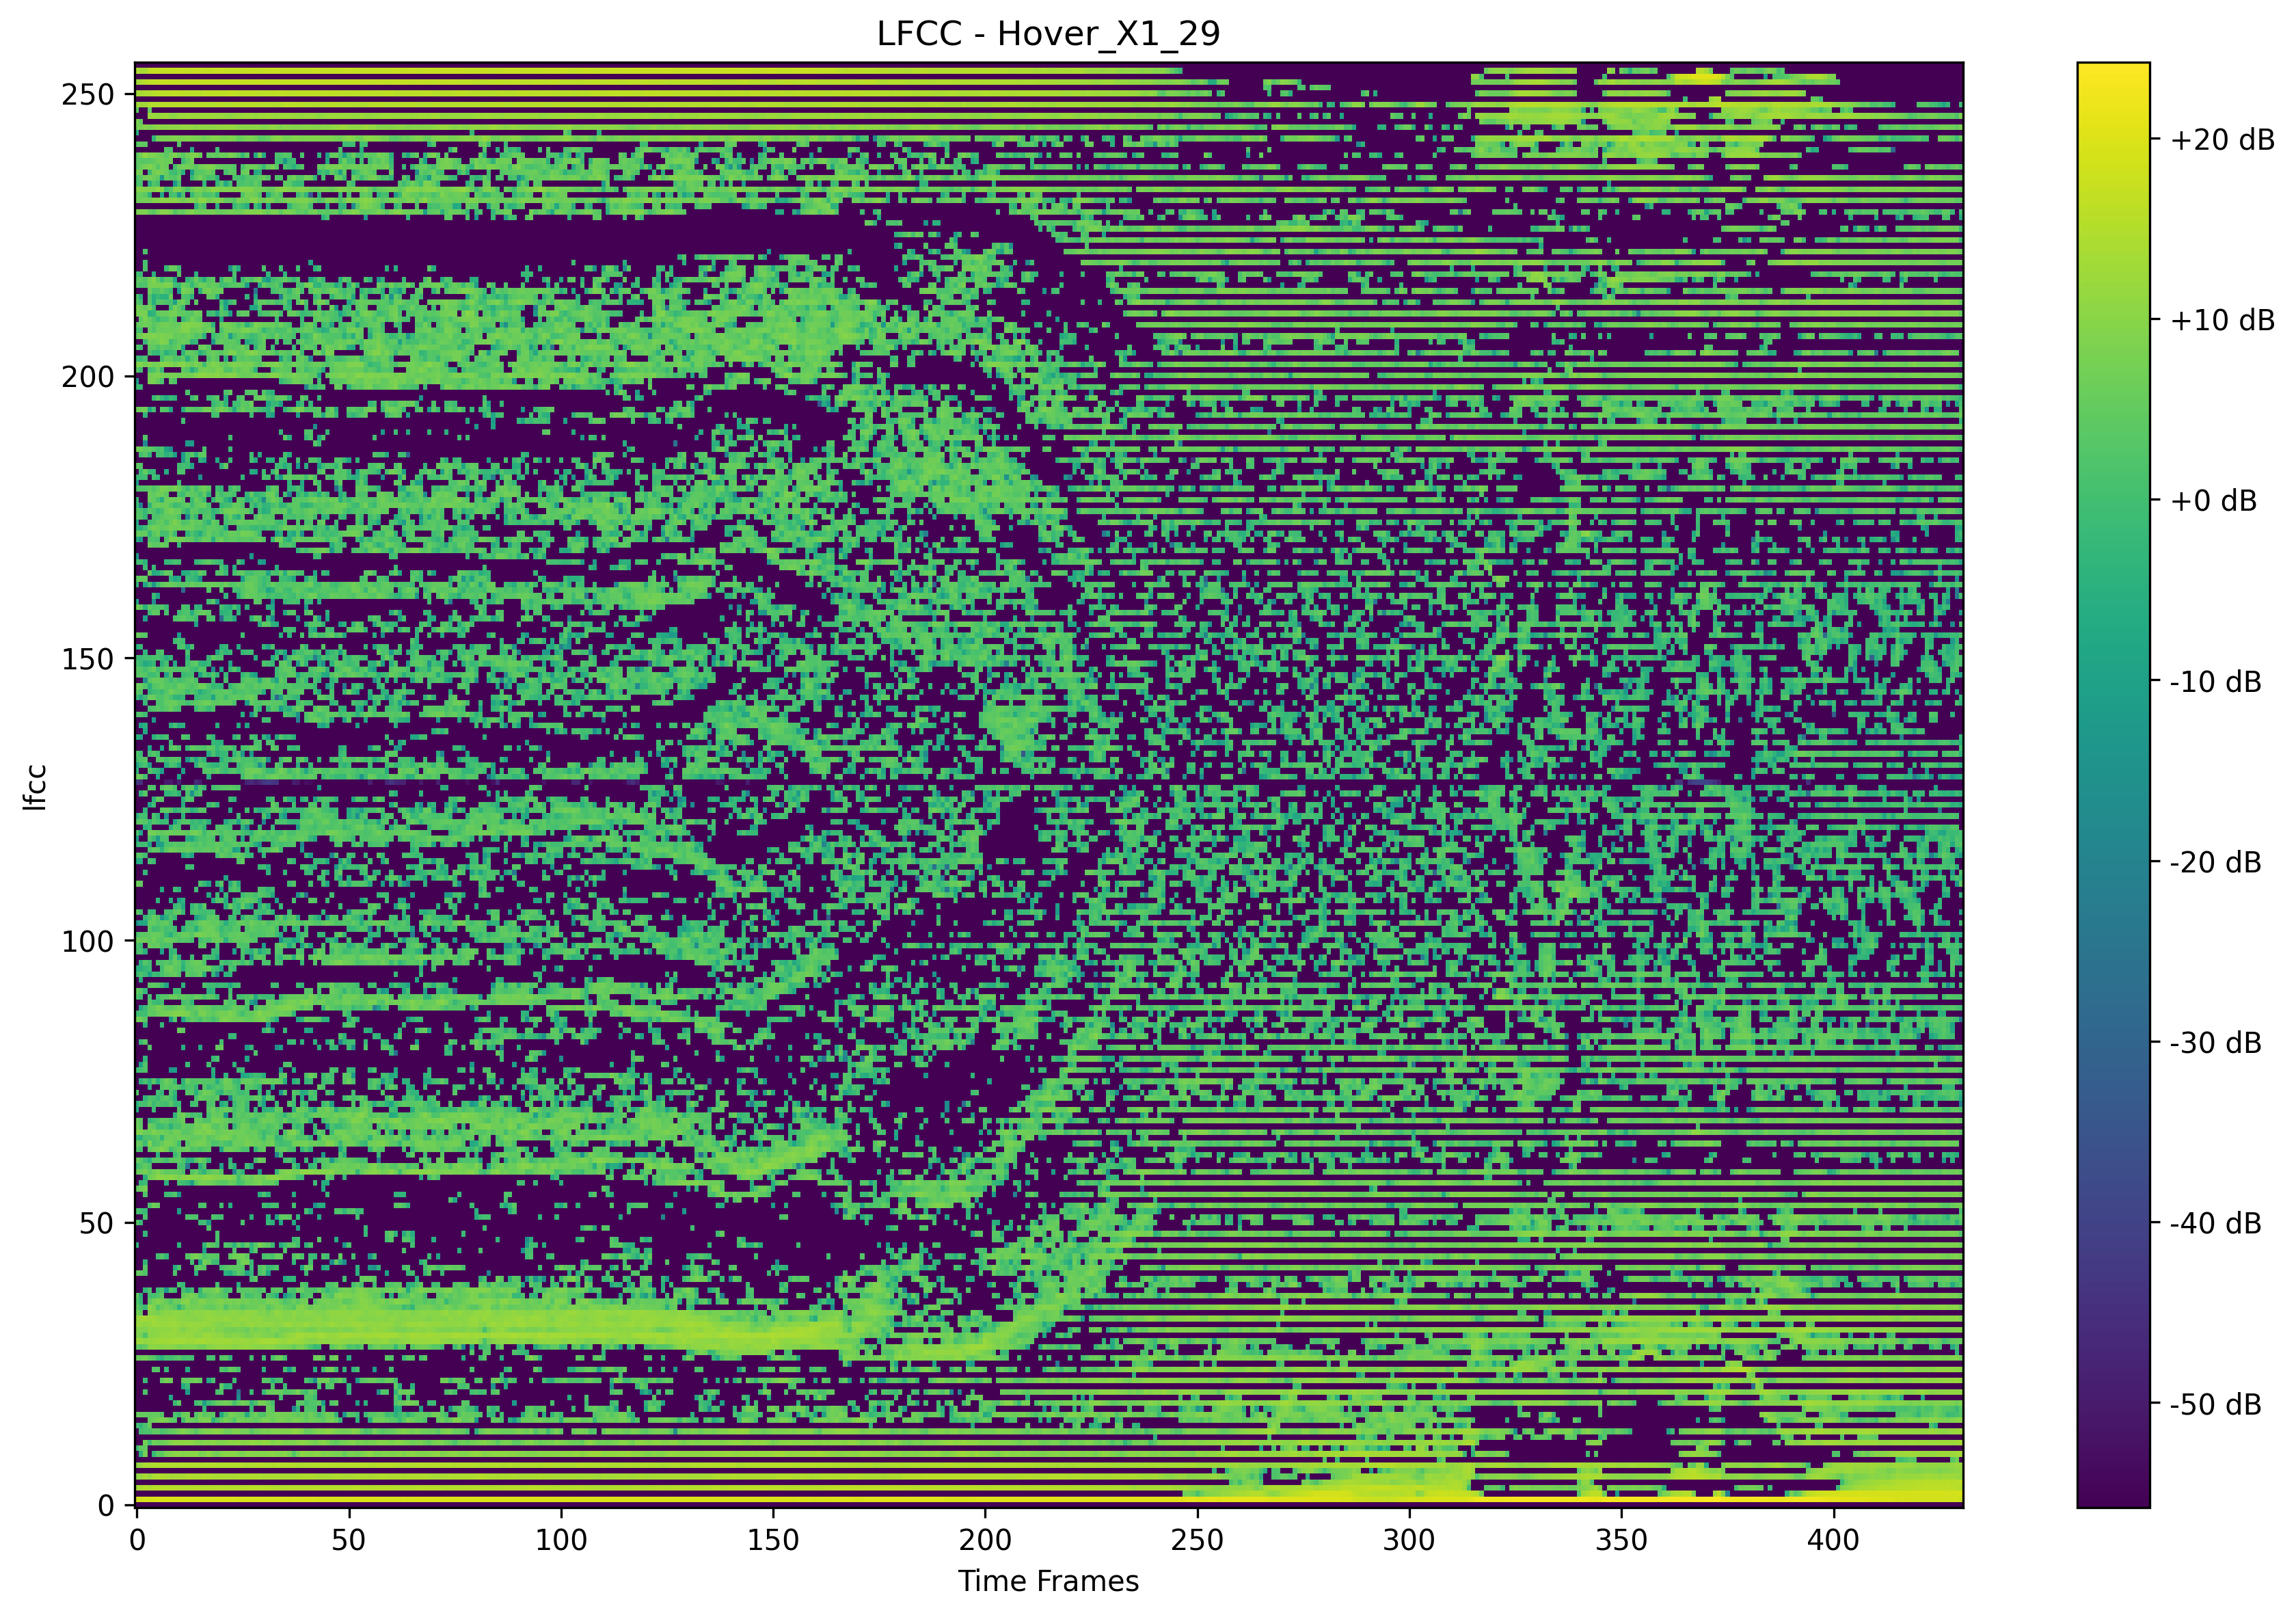 LFCC - Hover_X1_29
250
200
150
100
50
0
lfcc
0 50 100 150 200 250 300 350 400
Time Frames
+20 dB
+10 dB
+0 dB
-10 dB
-20 dB
-30 dB
-40 dB
-50 dB